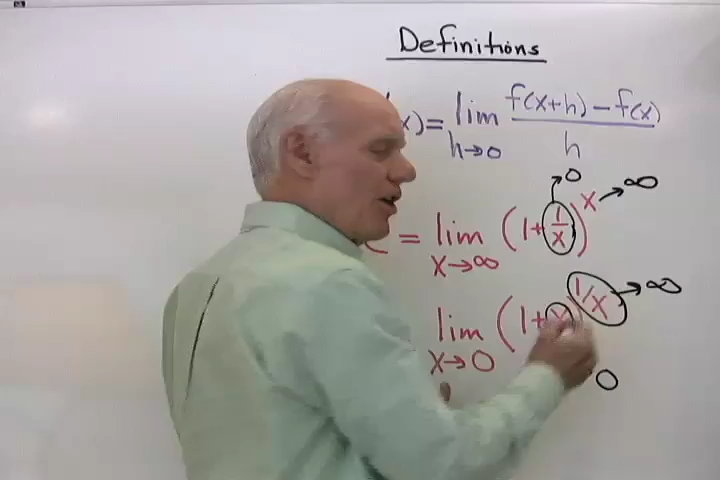 Definitions
x) = lim h→0 f(x+h) − f(x) / h
e = lim x→∞ (1 + 1/x)^x → 0 → ∞
lim x→0 (1 + x)^1/x → ∞
0